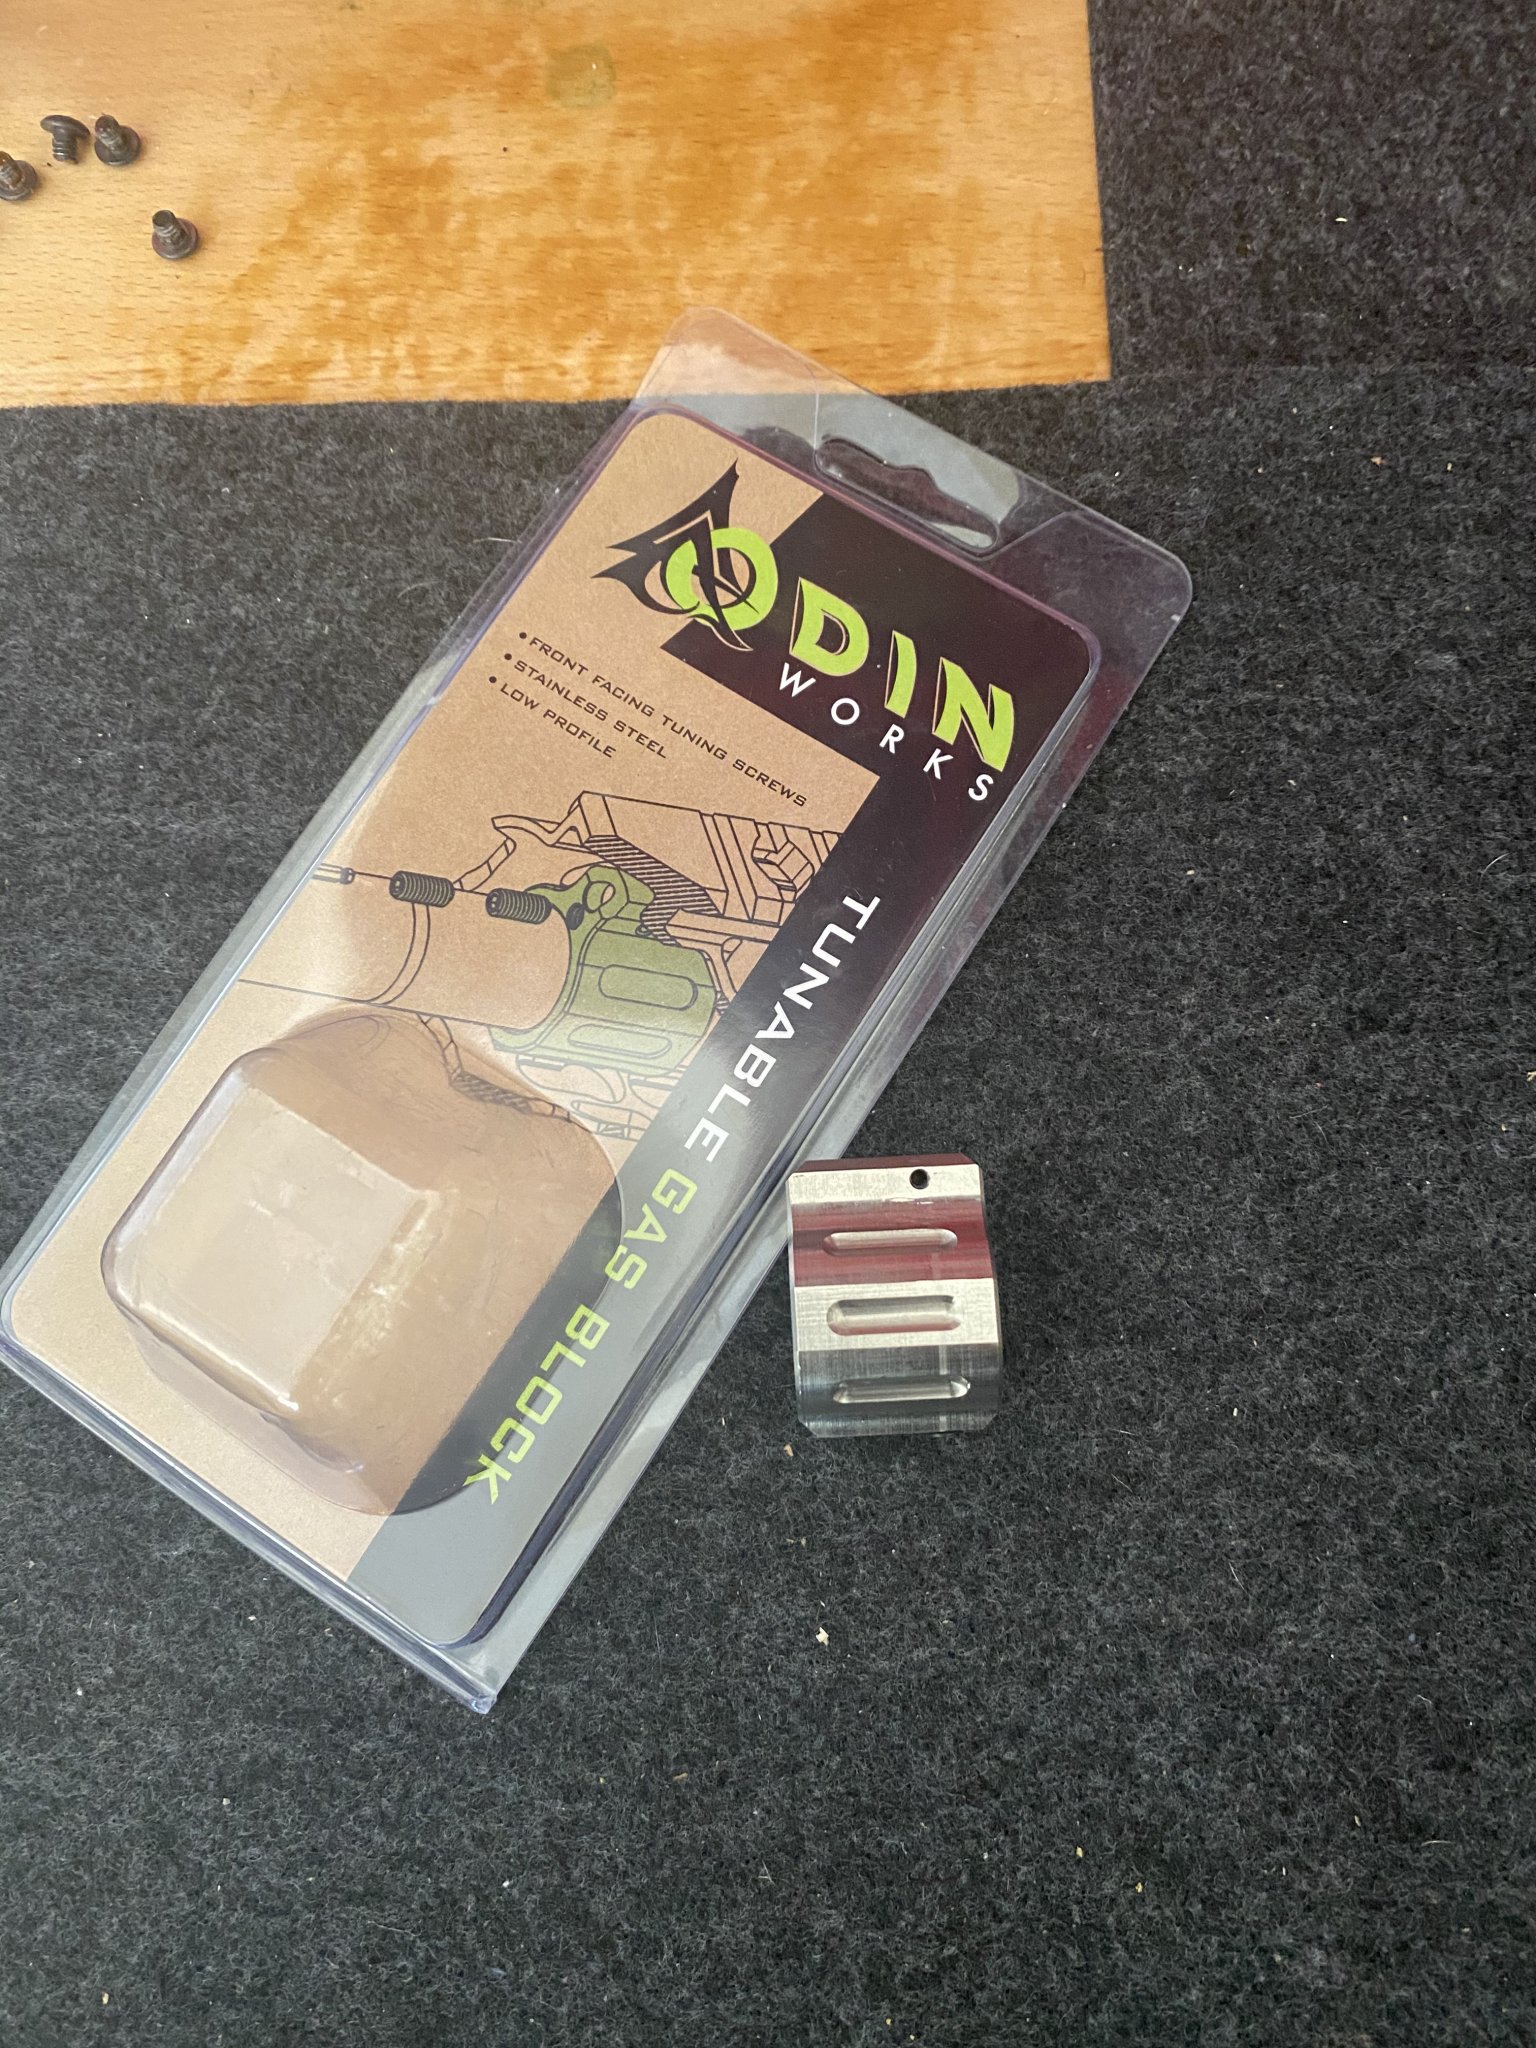 ODIN
WORKS
• FRONT FACING TUNING SCREWS
• STAINLESS STEEL
• LOW PROFILE
TUNABLE GAS BLOCK